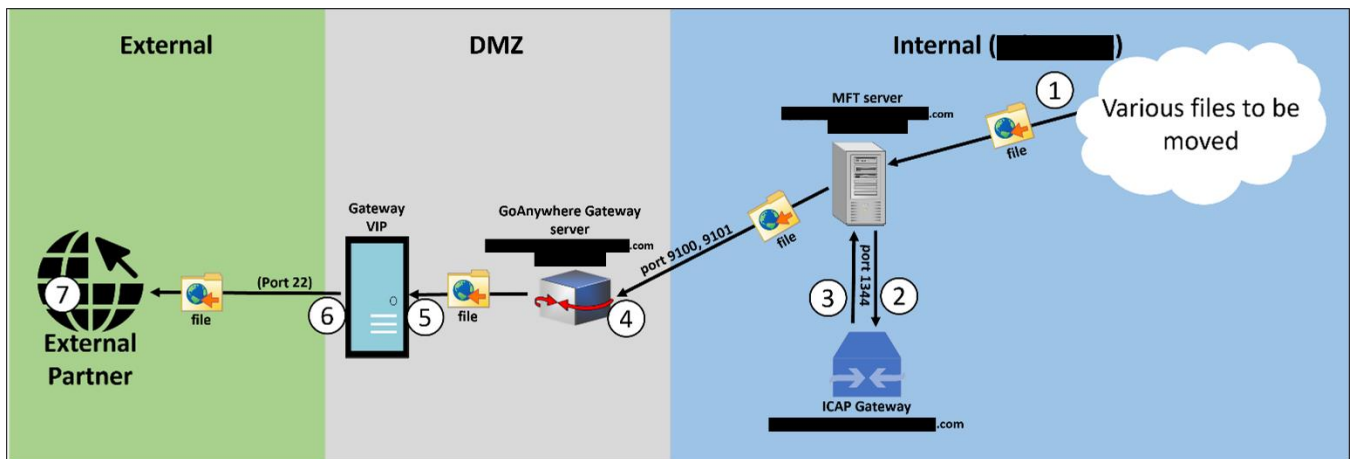 External
DMZ
Internal (
)
MFT server
.com
1
Various files to be
moved
file
Gateway
VIP
GoAnywhere Gateway
server
.com
port 9100, 9101
file
port 1344
3
2
7
(Port 22)
file
6
5
file
4
External
Partner
ICAP Gateway
.com